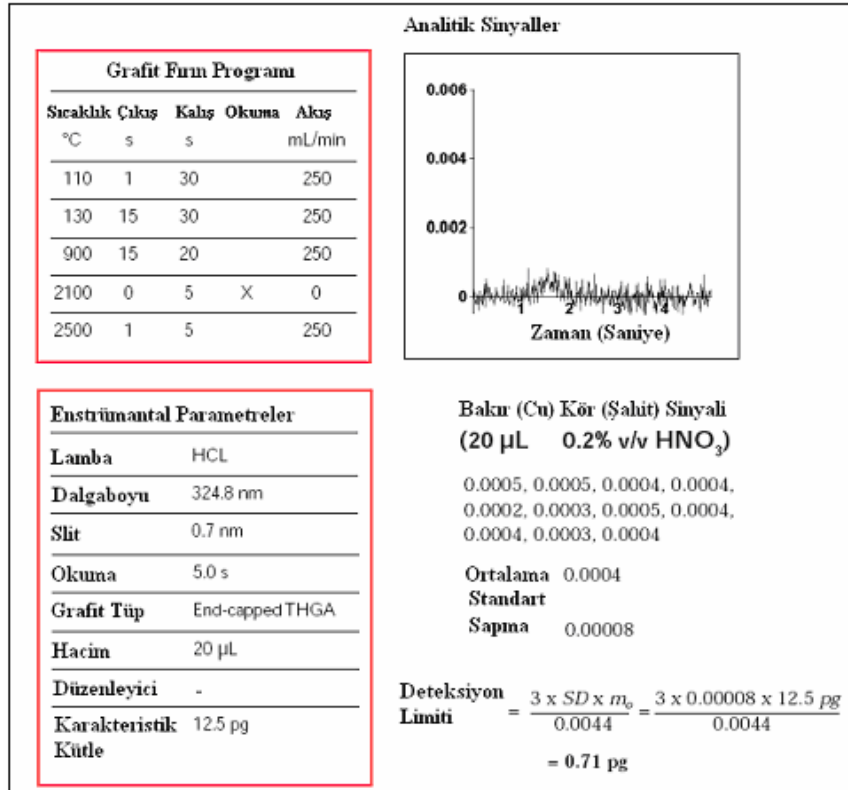 Analitik Sinyaller
Grafit Fırın Programı
Sıcaklık Çıkış Kalış Okuma Akış
°C s s mL/min
110 1 30 250
130 15 30 250
900 15 20 250
2100 0 5 X 0
2500 1 5 250
0.006
0.004
0.002
0
1 2 3 4
Zaman (Saniye)
Enstrümantal Parametreler
Lamba HCL
Dalgaboyu 324.8 nm
Slit 0.7 nm
Okuma 5.0 s
Grafit Tüp End-capped THGA
Hacim 20 µL
Düzenleyici -
Karakteristik 12.5 pg
Kütle
Bakır (Cu) Kör (Şahit) Sinyali
(20 µL 0.2% v/v HNO₃)
0.0005, 0.0005, 0.0004, 0.0004,
0.0002, 0.0003, 0.0005, 0.0004,
0.0004, 0.0003, 0.0004
Ortalama 0.0004
Standart
Sapma 0.00008
Deteksiyon
Limiti = 3 x SD x mₒ / 0.0044 = 3 x 0.00008 x 12.5 pg / 0.0044
= 0.71 pg